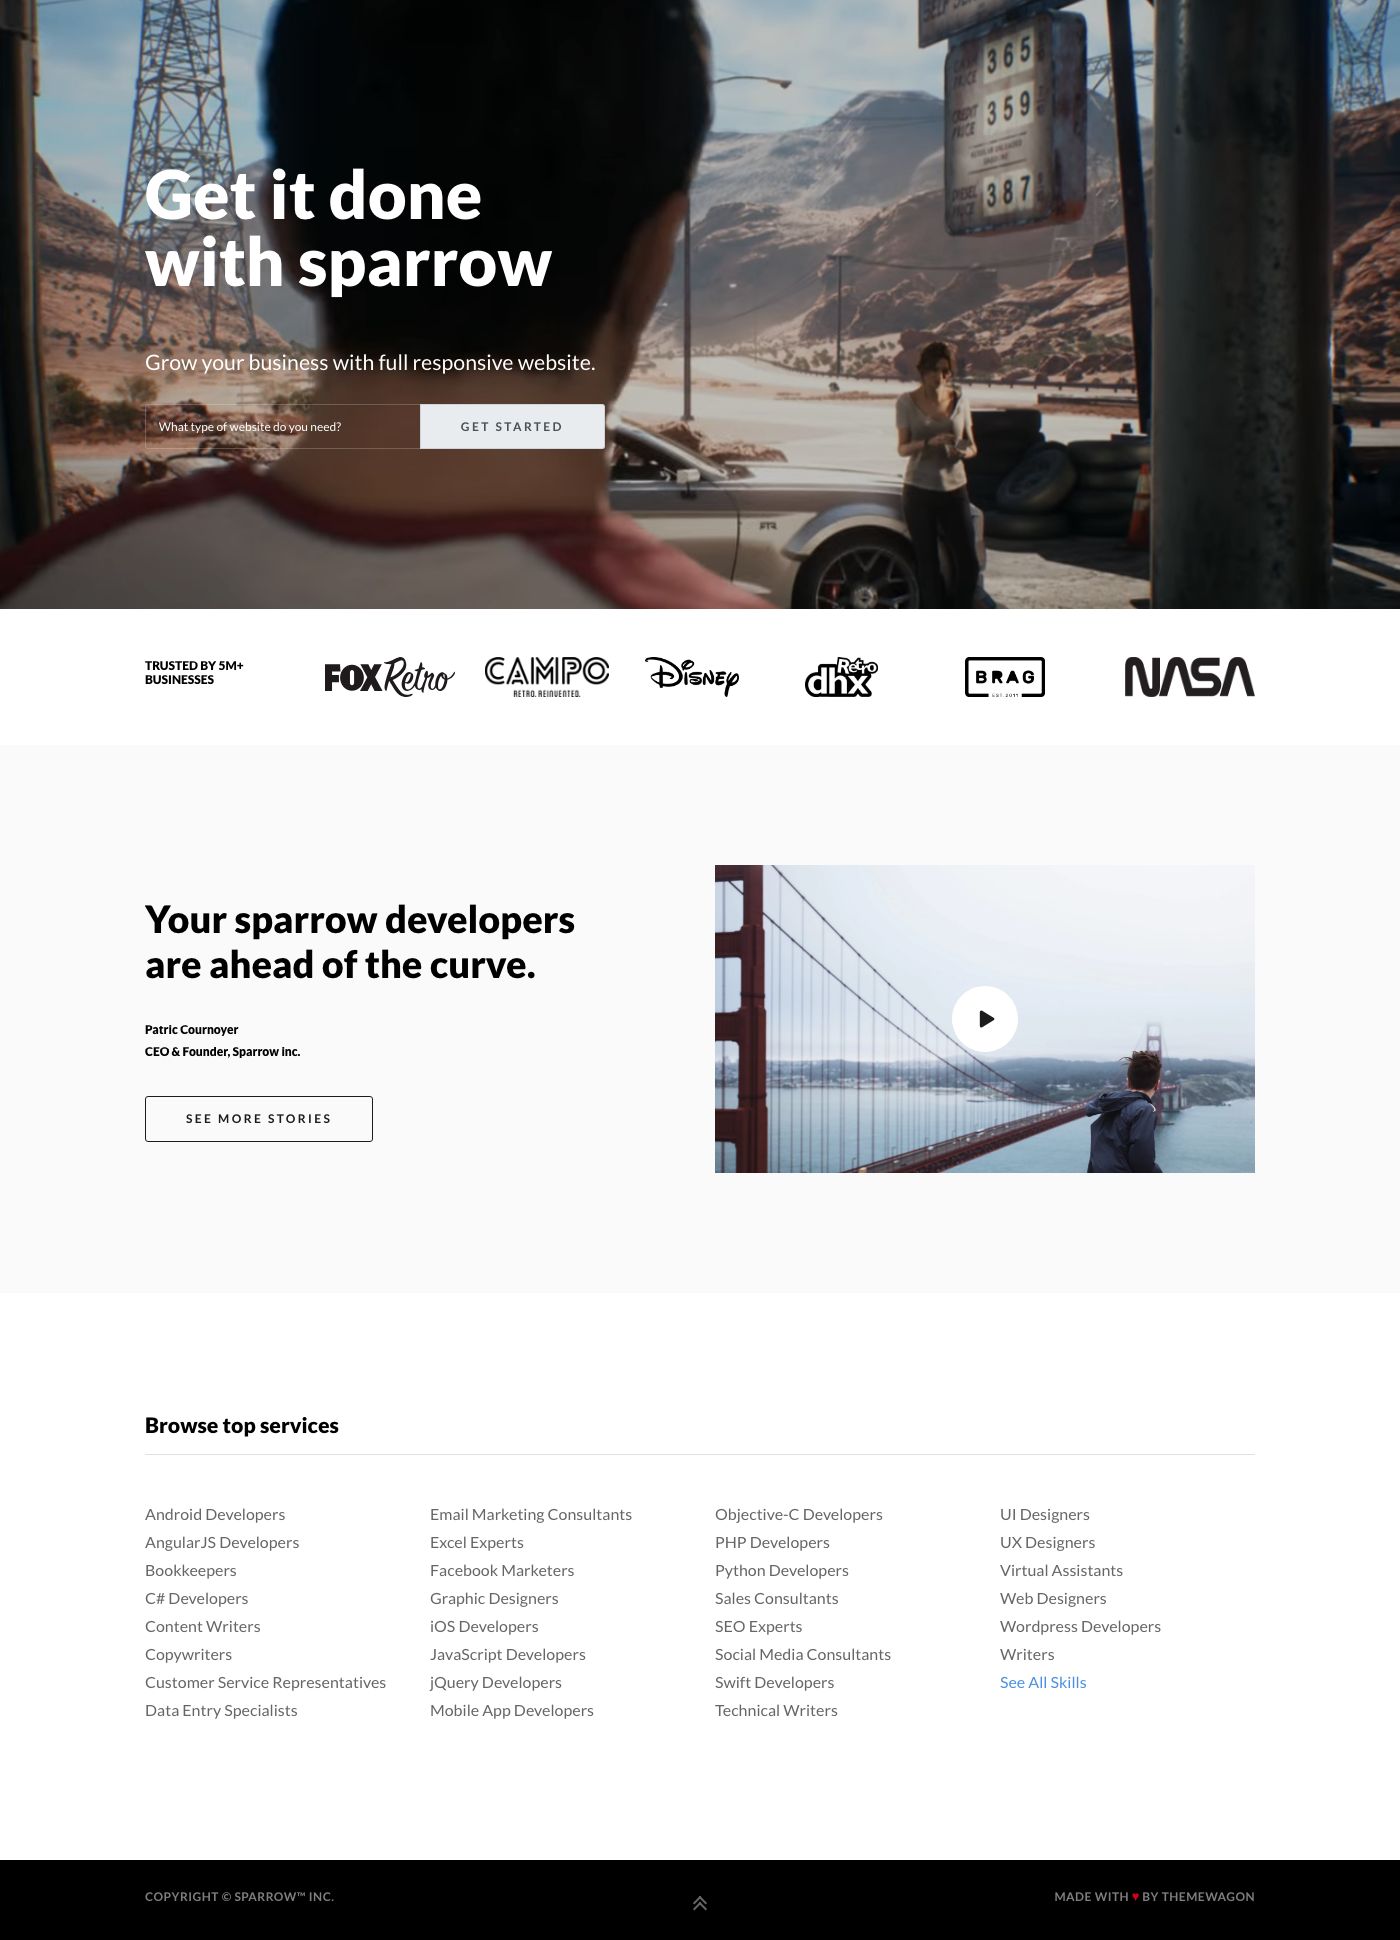 365
CREDIT
PRICE
359
387
Get it done
with sparrow
Grow your business with full responsive website.
What type of website do you need?
GET STARTED
TRUSTED BY 5M+
BUSINESSES
FOX Retro
CAMPO
RETRO. REINVENTED.
Disney
Retro
dhx
BRAG
EST. 2011
NASA
Your sparrow developers
are ahead of the curve.
Patric Cournoyer
CEO & Founder, Sparrow inc.
SEE MORE STORIES
Browse top services
Android Developers
AngularJS Developers
Bookkeepers
C# Developers
Content Writers
Copywriters
Customer Service Representatives
Data Entry Specialists
Email Marketing Consultants
Excel Experts
Facebook Marketers
Graphic Designers
iOS Developers
JavaScript Developers
jQuery Developers
Mobile App Developers
Objective-C Developers
PHP Developers
Python Developers
Sales Consultants
SEO Experts
Social Media Consultants
Swift Developers
Technical Writers
UI Designers
UX Designers
Virtual Assistants
Web Designers
Wordpress Developers
Writers
See All Skills
COPYRIGHT © SPARROW™ INC.
MADE WITH ♥ BY THEMEWAGON